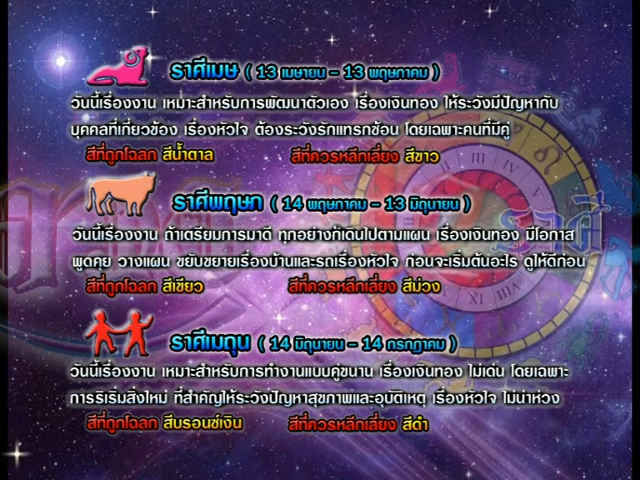 ราศีเมษ ( 13 เมษายน - 13 พฤษภาคม )
วันนี้เรื่องงาน เหมาะสำหรับการพัฒนาตัวเอง เรื่องเงินทอง ให้ระวังมีปัญหากับ
บุคคลที่เกี่ยวข้อง เรื่องหัวใจ ต้องระวังรักแทรกซ้อน โดยเฉพาะคนที่มีคู่
สีที่ถูกโฉลก สีน้ำตาล สีที่ควรหลีกเลี่ยง สีขาว
ราศีพฤษภ ( 14 พฤษภาคม - 13 มิถุนายน )
วันนี้เรื่องงาน ถ้าเตรียมการมาดี ทุกอย่างก็เดินไปตามแผน เรื่องเงินทอง มีโอกาส
พูดคุย วางแผน ขยับขยายเรื่องบ้านและรถเรื่องหัวใจ ก่อนจะเริ่มต้นอะไร ดูให้ดีก่อน
สีที่ถูกโฉลก สีเขียว สีที่ควรหลีกเลี่ยง สีม่วง
ราศีเมถุน ( 14 มิถุนายน - 14 กรกฎาคม )
วันนี้เรื่องงาน เหมาะสำหรับการทำงานแบบคู่ขนาน เรื่องเงินทอง ไม่เด่น โดยเฉพาะ
การริเริ่มสิ่งใหม่ ที่สำคัญให้ระวังปัญหาสุขภาพและอุบัติเหตุ เรื่องหัวใจ ไม่น่าห่วง
สีที่ถูกโฉลก สีบรอนซ์เงิน สีที่ควรหลีกเลี่ยง สีดำ